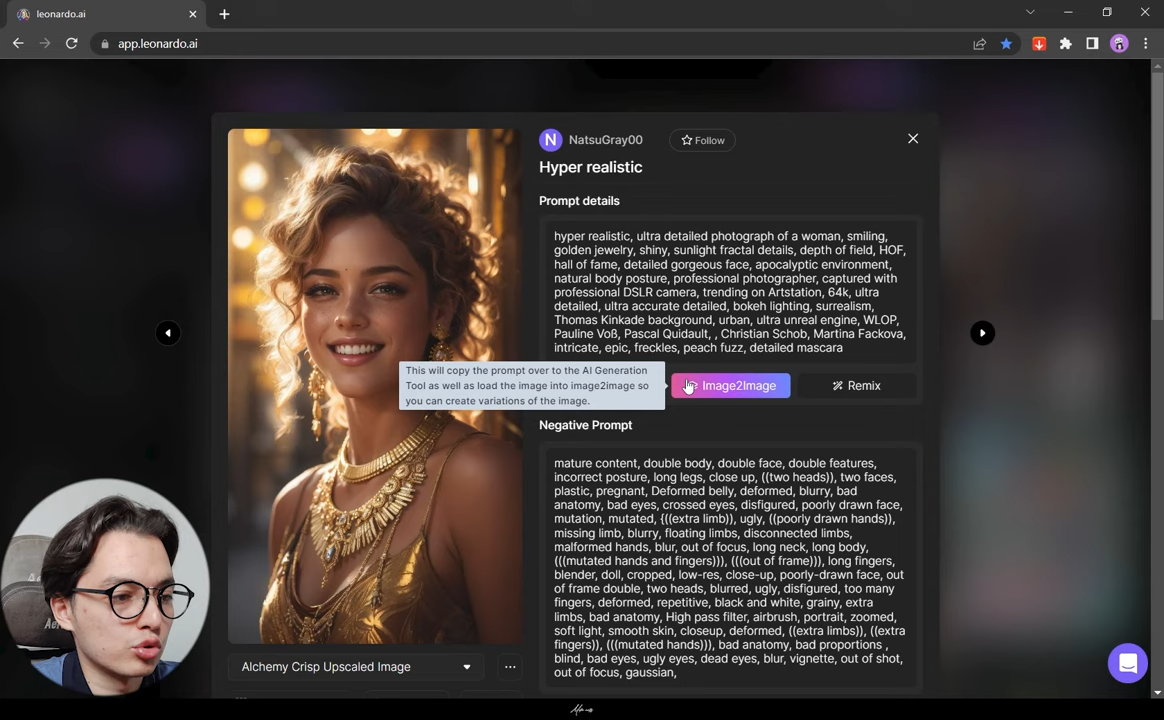 leonardo.ai
app.leonardo.ai
N NatsuGray00
Follow
Hyper realistic
Prompt details
hyper realistic, ultra detailed photograph of a woman, smiling,
golden jewelry, shiny, sunlight fractal details, depth of field, HOF,
hall of fame, detailed gorgeous face, apocalyptic environment,
natural body posture, professional photographer, captured with
professional DSLR camera, trending on Artstation, 64k, ultra
detailed, ultra accurate detailed, bokeh lighting, surrealism,
Thomas Kinkade background, urban, ultra unreal engine, WLOP,
Pauline Voß, Pascal Quidault, , Christian Schob, Martina Fackova,
intricate, epic, freckles, peach fuzz, detailed mascara
This will copy the prompt over to the AI Generation
Tool as well as load the image into image2image so
you can create variations of the image.
Image2Image
Remix
Negative Prompt
mature content, double body, double face, double features,
incorrect posture, long legs, close up, ((two heads)), two faces,
plastic, pregnant, Deformed belly, deformed, blurry, bad
anatomy, bad eyes, crossed eyes, disfigured, poorly drawn face,
mutation, mutated, {((extra limb)), ugly, ((poorly drawn hands)),
missing limb, blurry, floating limbs, disconnected limbs,
malformed hands, blur, out of focus, long neck, long body,
(((mutated hands and fingers))), (((out of frame))), long fingers,
blender, doll, cropped, low-res, close-up, poorly-drawn face, out
of frame double, two heads, blurred, ugly, disfigured, too many
fingers, deformed, repetitive, black and white, grainy, extra
limbs, bad anatomy, High pass filter, airbrush, portrait, zoomed,
soft light, smooth skin, closeup, deformed, ((extra limbs)), ((extra
fingers)), (((mutated hands))), bad anatomy, bad proportions ,
blind, bad eyes, ugly eyes, dead eyes, blur, vignette, out of shot,
out of focus, gaussian,
Alchemy Crisp Upscaled Image